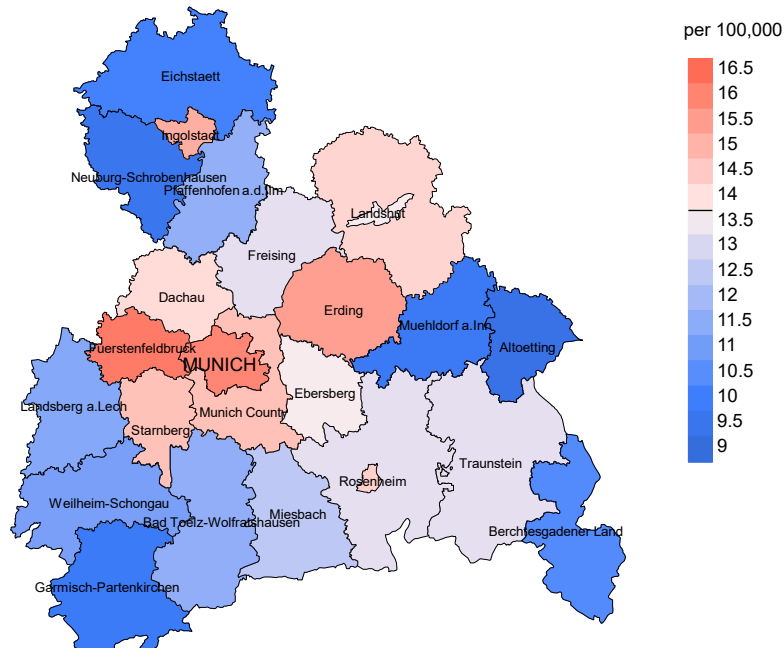 per 100,000
16.5
16
15.5
15
14.5
14
13.5
13
12.5
12
11.5
11
10.5
10
9.5
9
Eichstaett
Ingolstadt
Neuburg-Schrobenhausen
Pfaffenhofen a.d.Ilm
Landshut
Freising
Dachau
Erding
Muehldorf a.Inn
Altoetting
Fuerstenfeldbruck
MUNICH
Ebersberg
Landsberg a.Lech
Munich County
Starnberg
Traunstein
Rosenheim
Weilheim-Schongau
Miesbach
Bad Toelz-Wolfratshausen
Berchtesgadener Land
Garmisch-Partenkirchen